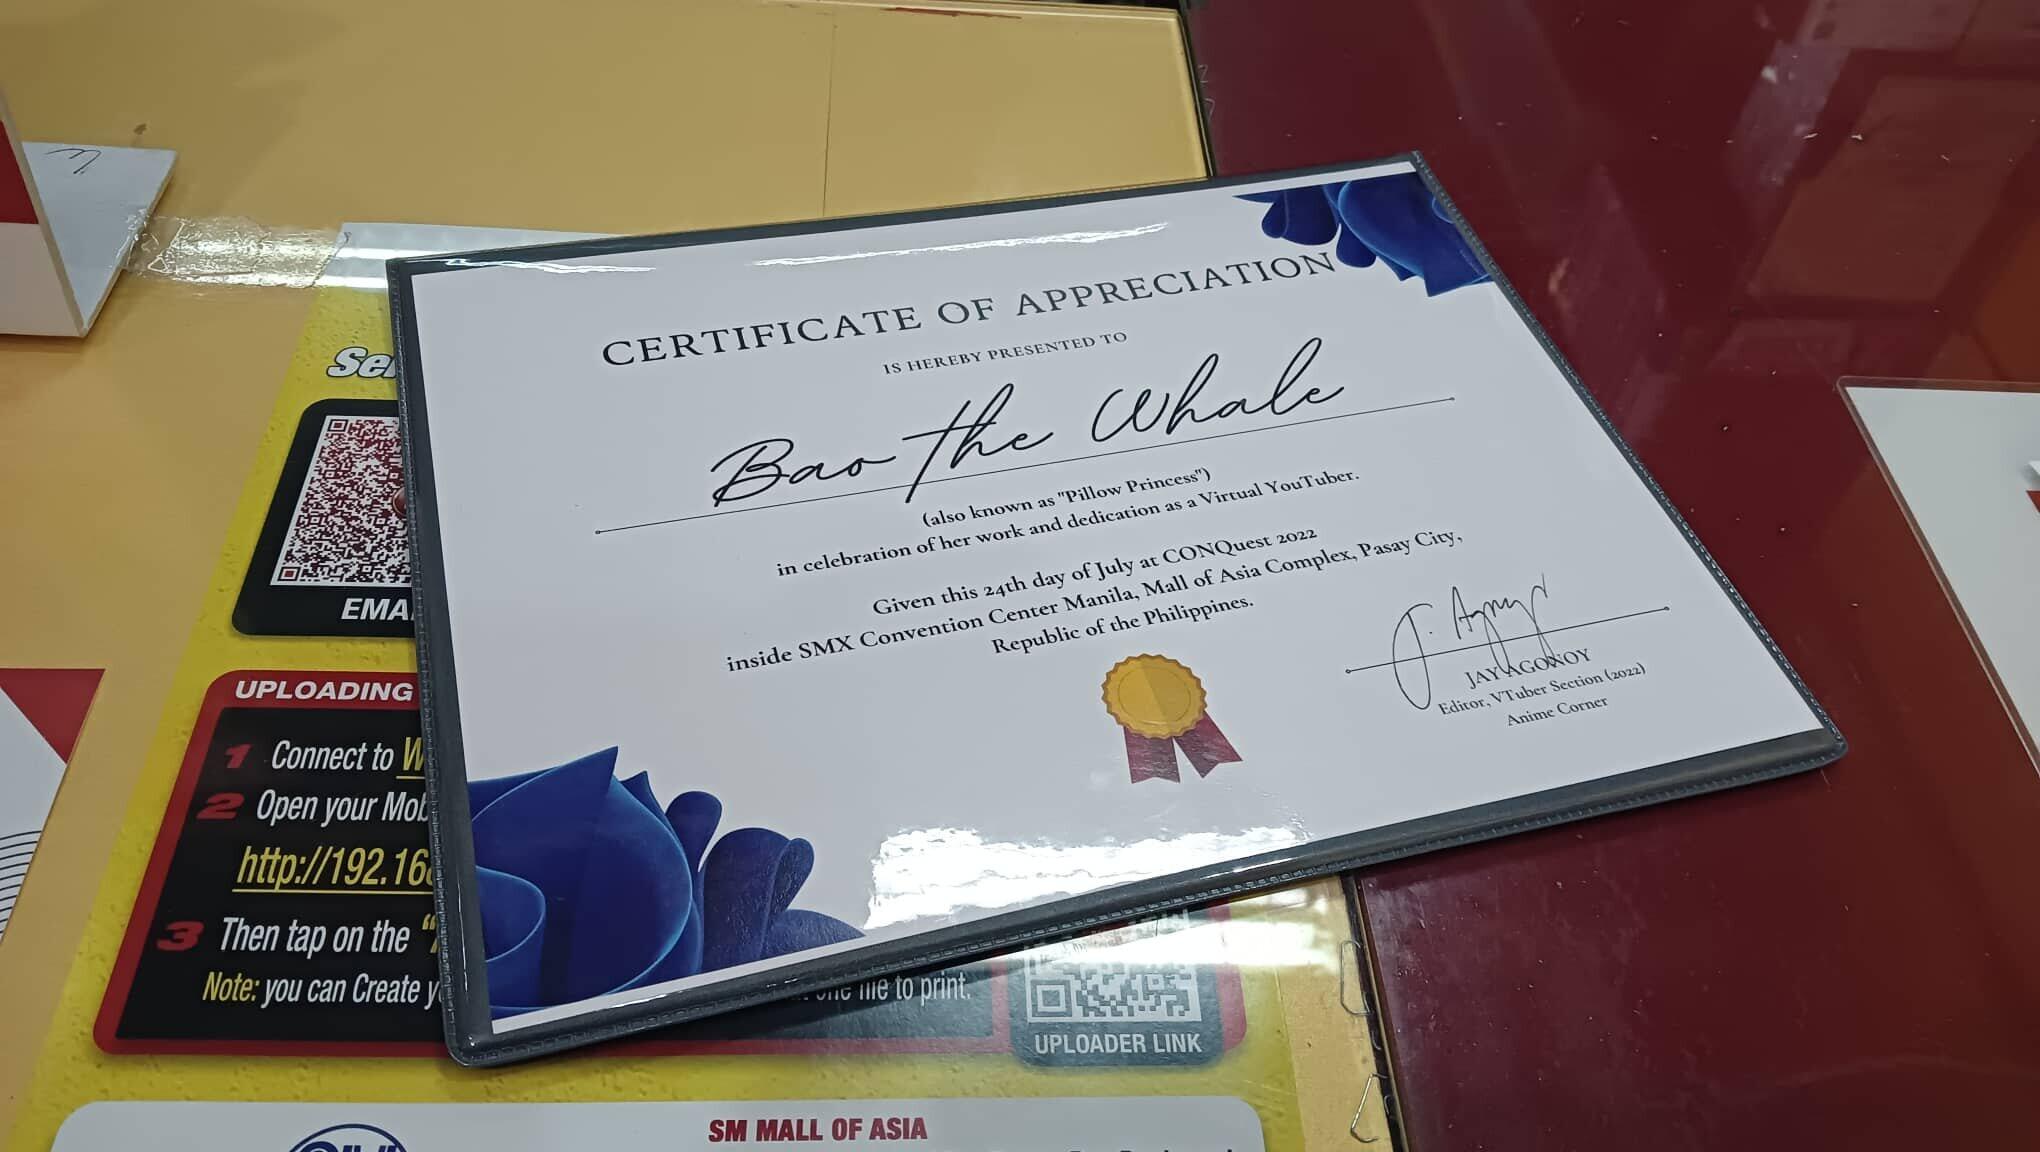 CERTIFICATE OF APPRECIATION
IS HEREBY PRESENTED TO
Bao the Whale
(also known as "Pillow Princess")
in celebration of her work and dedication as a Virtual YouTuber.
Given this 24th day of July at CONQuest 2022
inside SMX Convention Center Manila, Mall of Asia Complex, Pasay City,
Republic of the Philippines.
JAY AGONOY
Editor, VTuber Section (2022)
Anime Corner
UPLOADING
1 Connect to
2 Open your
http://192.16
3 Then tap on the
Note: you can Create
file to print.
UPLOADER LINK
SM MALL OF ASIA